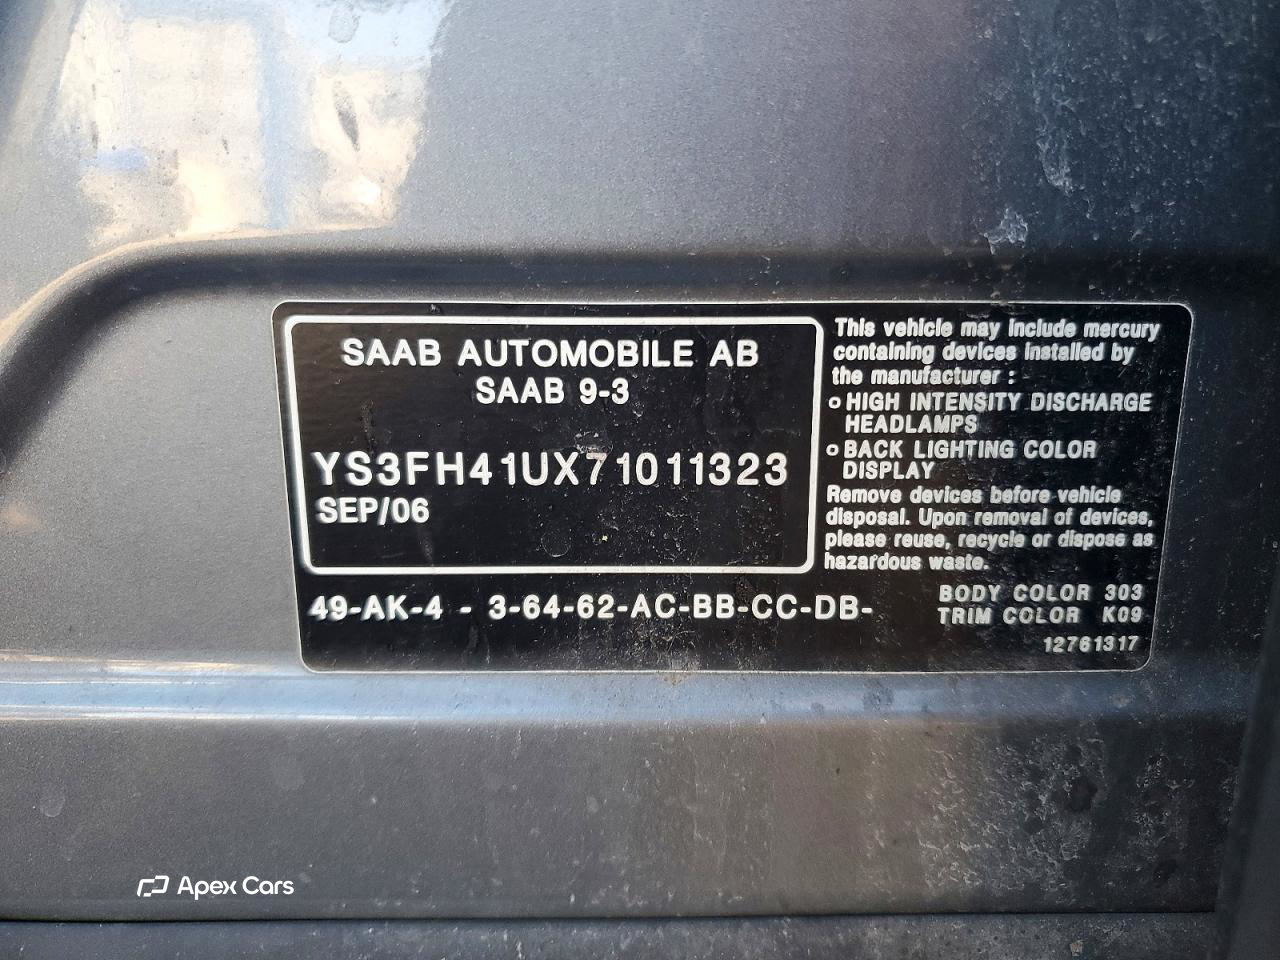 SAAB AUTOMOBILE AB
SAAB 9-3
YS3FH41UX71011323
SEP/06
This vehicle may include mercury
containing devices installed by
the manufacturer :
o HIGH INTENSITY DISCHARGE
HEADLAMPS
o BACK LIGHTING COLOR
DISPLAY
Remove devices before vehicle
disposal. Upon removal of devices,
please reuse, recycle or dispose as
hazardous waste.
49-AK-4 - 3-64-62-AC-BB-CC-DB-
BODY COLOR 303
TRIM COLOR K09
12761317
Apex Cars